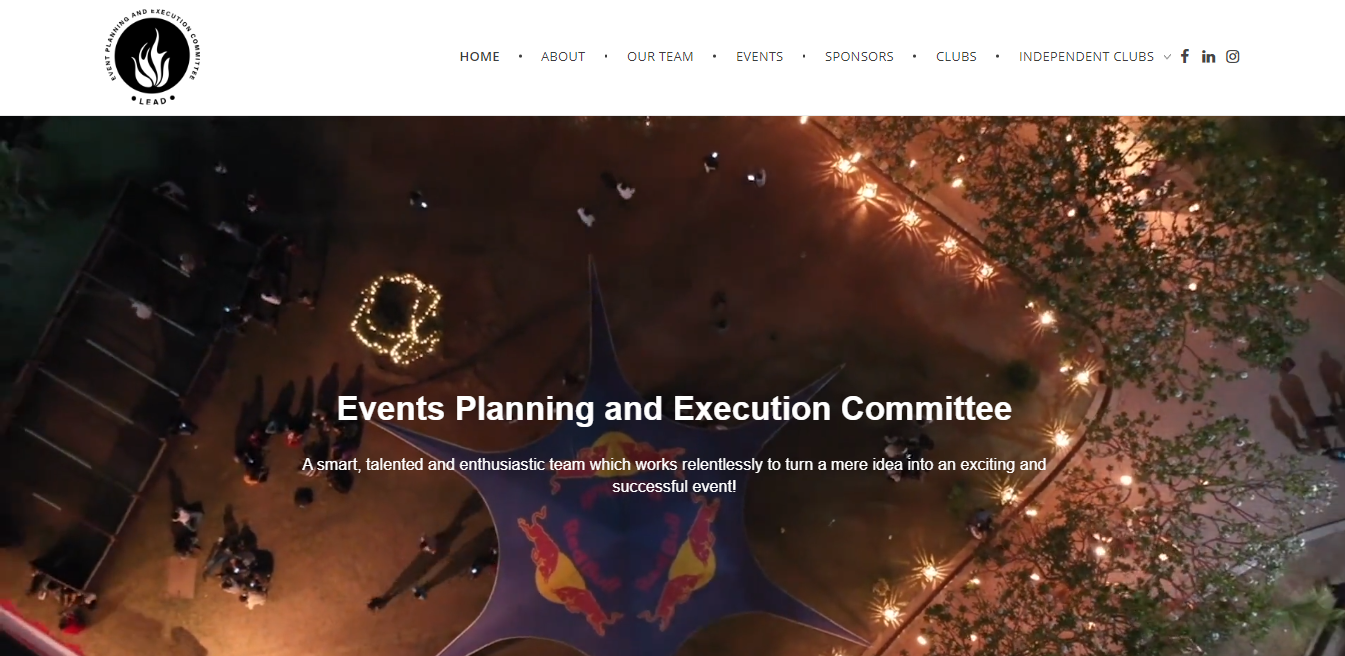 EVENT PLANNING AND EXECUTION COMMITTEE
LEAD
HOME • ABOUT • OUR TEAM • EVENTS • SPONSORS • CLUBS • INDEPENDENT CLUBS
Events Planning and Execution Committee
A smart, talented and enthusiastic team which works relentlessly to turn a mere idea into an exciting and
successful event!